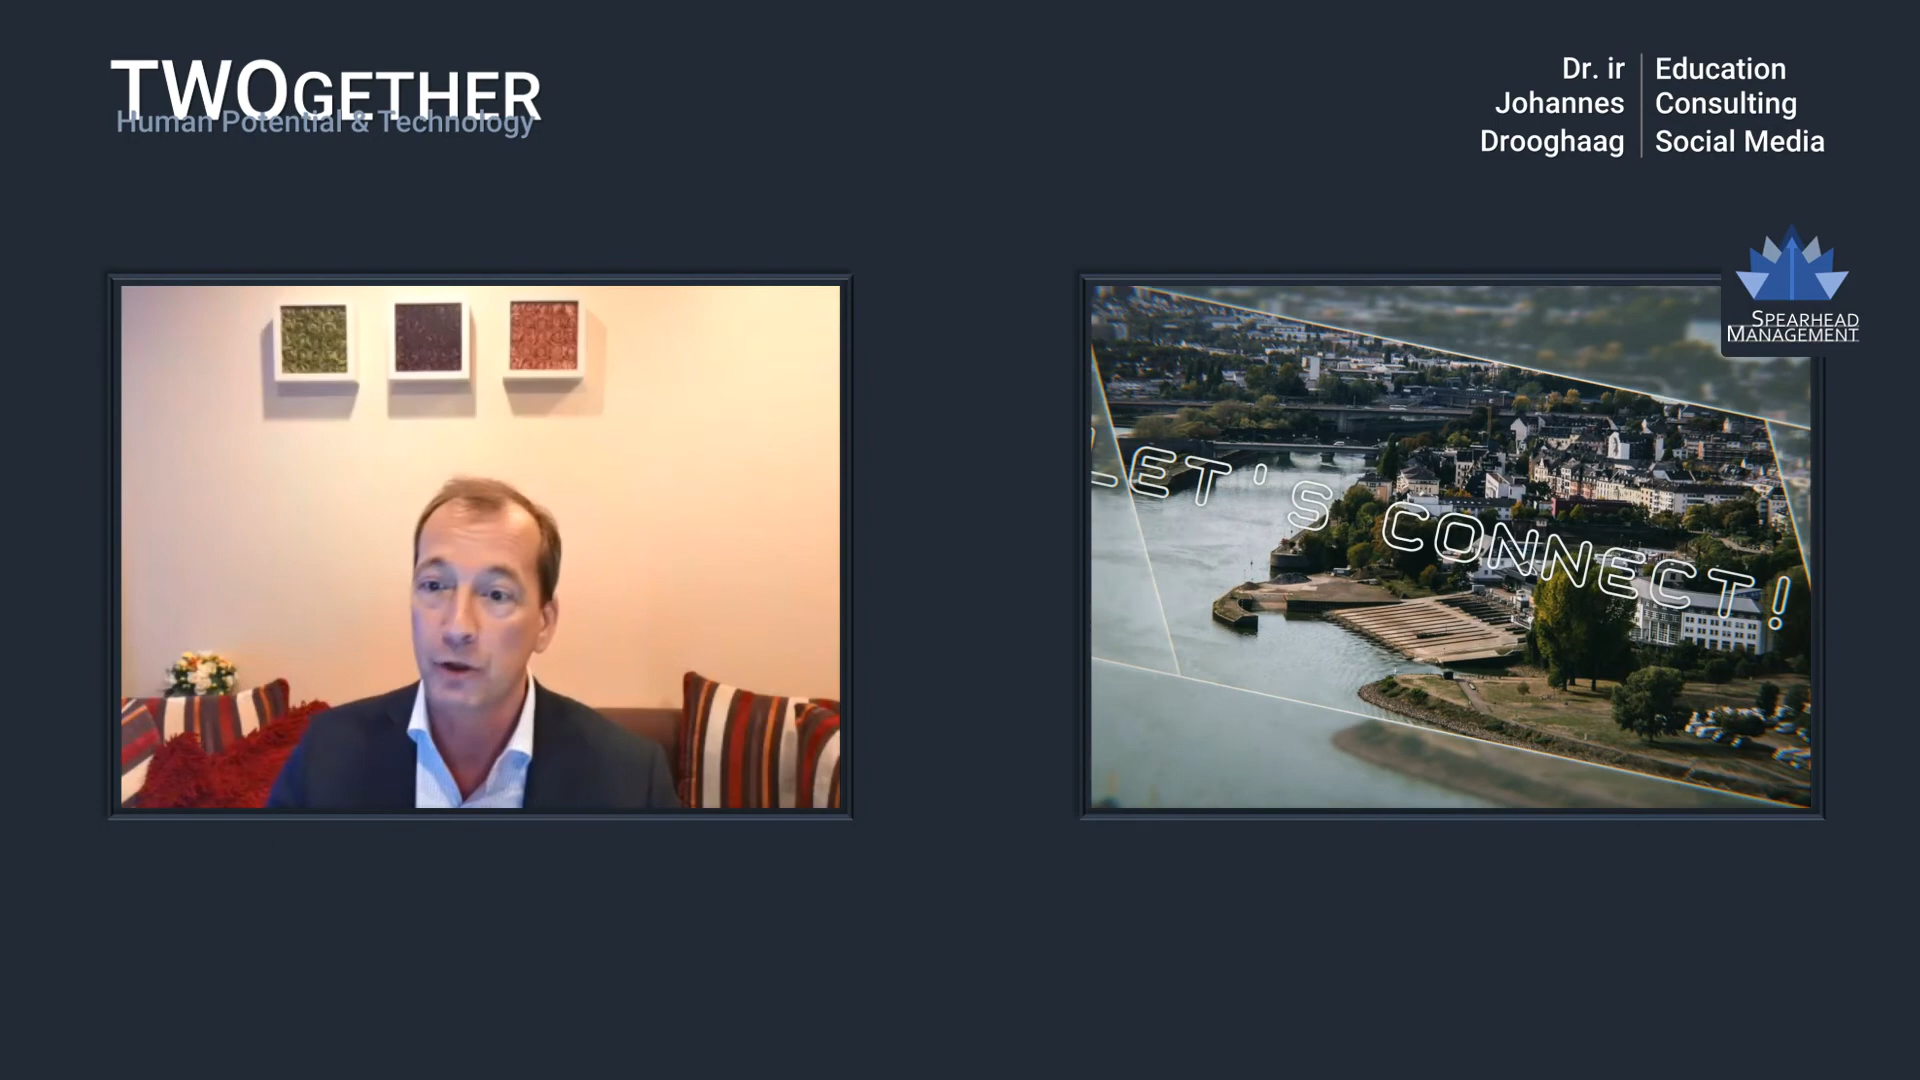 TWOGETHER
Human Potential & Technology
Dr. ir
Johannes
Drooghaag
Education
Consulting
Social Media
SPEARHEAD
MANAGEMENT
LET'S CONNECT!